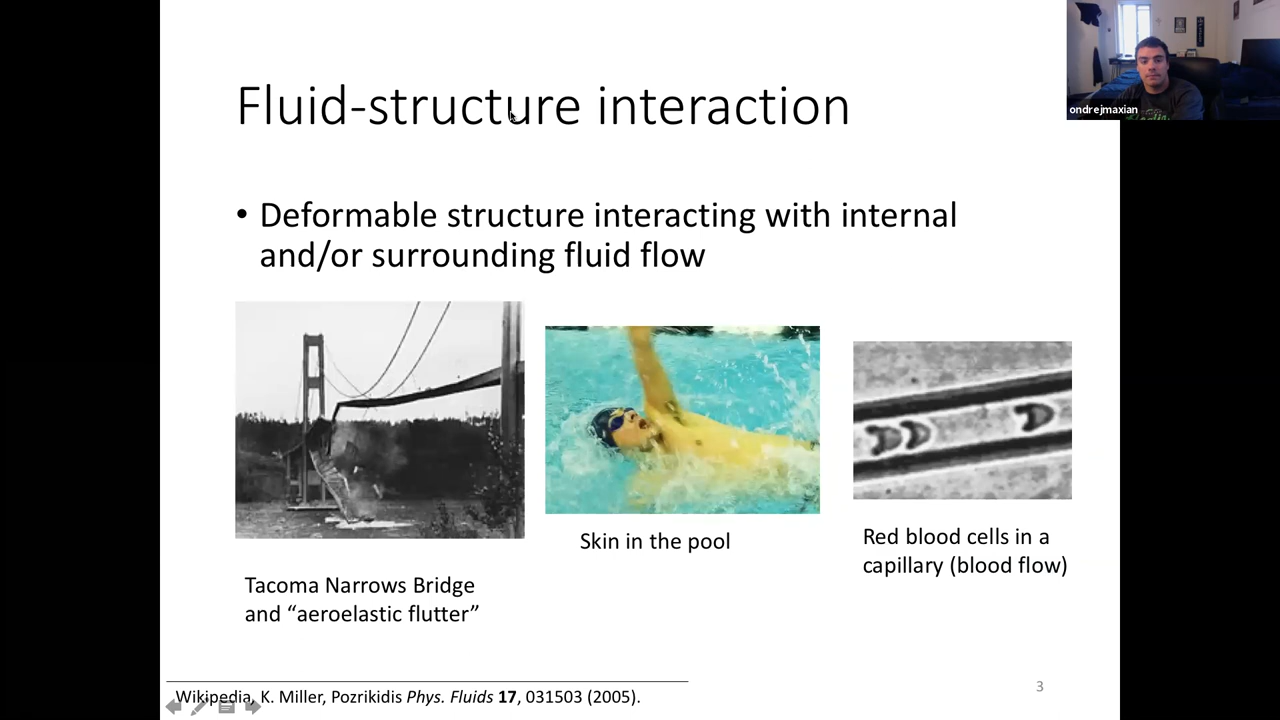 Fluid-structure interaction
ondrejmaxian
• Deformable structure interacting with internal
and/or surrounding fluid flow
Skin in the pool
Red blood cells in a
capillary (blood flow)
Tacoma Narrows Bridge
and “aeroelastic flutter”
Wikipedia, K. Miller, Pozrikidis Phys. Fluids 17, 031503 (2005).
3